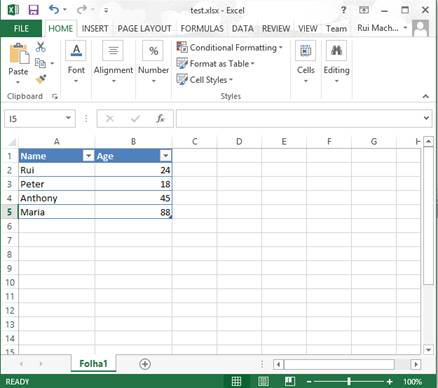 test.xlsx - Excel
FILE HOME INSERT PAGE LAYOUT FORMULAS DATA REVIEW VIEW Team Rui Mach...
Paste Font Alignment Number Conditional Formatting Format as Table Cell Styles Cells Editing
Clipboard Styles
I5 fx
A B C D E F G H
1 Name Age
2 Rui 24
3 Peter 18
4 Anthony 45
5 Maria 88
6
7
8
9
10
11
12
13
14
15
Folha1
READY 100%